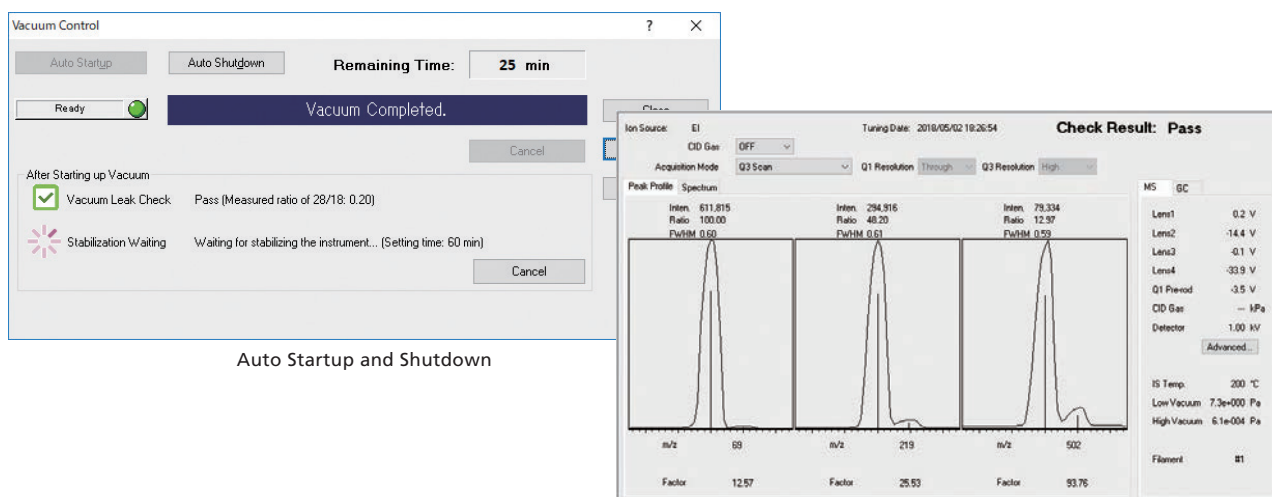 Vacuum Control ? X
Auto Startup Auto Shutdown Remaining Time: 25 min
Ready Vacuum Completed.
Cancel
After Starting up Vacuum
Vacuum Leak Check Pass (Measured ratio of 28/18: 0.20)
Stabilization Waiting Waiting for stabilizing the instrument... (Setting time: 60 min)
Cancel
Auto Startup and Shutdown
Ion Source: EI Tuning Date: 2018/05/02 18:26:54 Check Result: Pass
CID Gas OFF
Acquisition Mode Q3 Scan Q1 Resolution Through Q3 Resolution High
Peak Profile Spectrum
Inten. 611,815 Inten. 294,916 Inten. 79,334
Ratio 100.00 Ratio 48.20 Ratio 12.97
FWHM 0.60 FWHM 0.61 FWHM 0.59
m/z 69 m/z 219 m/z 502
Factor 12.57 Factor 25.53 Factor 93.76
MS GC
Lens1 0.2 V
Lens2 -14.4 V
Lens3 -0.1 V
Lens4 -33.9 V
Q1 Pre-rod -3.5 V
CID Gas -- kPa
Detector 1.00 kV
Advanced...
IS Temp. 200 °C
Low Vacuum 7.3e+000 Pa
High Vacuum 6.1e-004 Pa
Filament #1